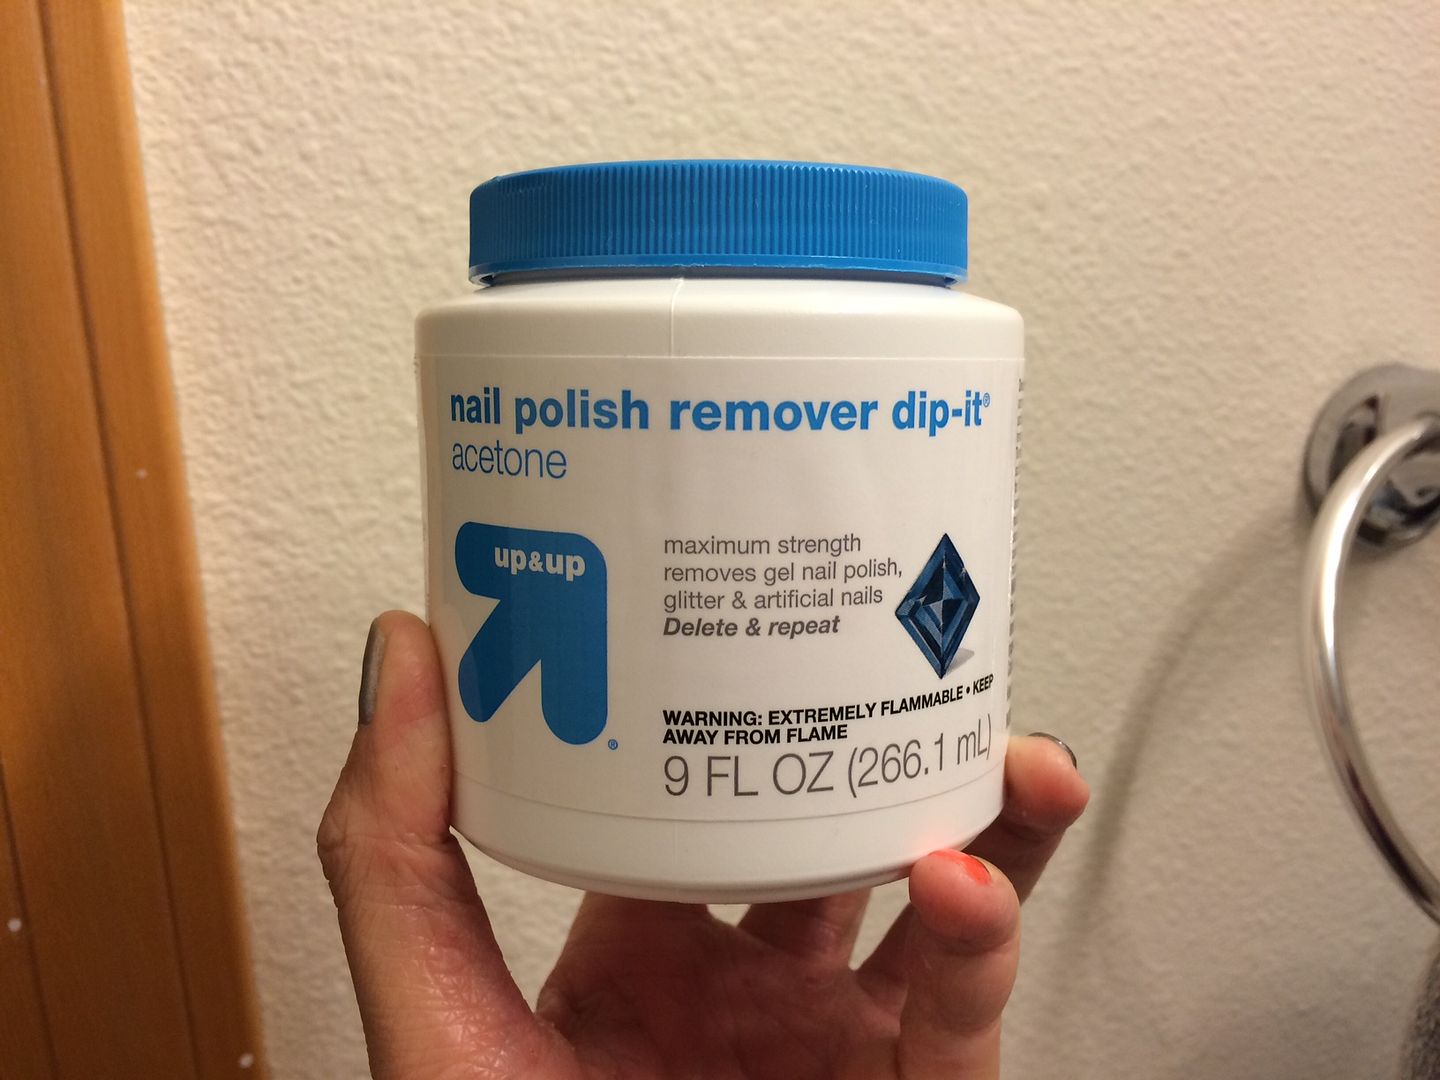 nail polish remover dip-it®
acetone
up&up
®
maximum strength
removes gel nail polish,
glitter & artificial nails
Delete & repeat
WARNING: EXTREMELY FLAMMABLE • KEEP
AWAY FROM FLAME
9 FL OZ (266.1 mL)